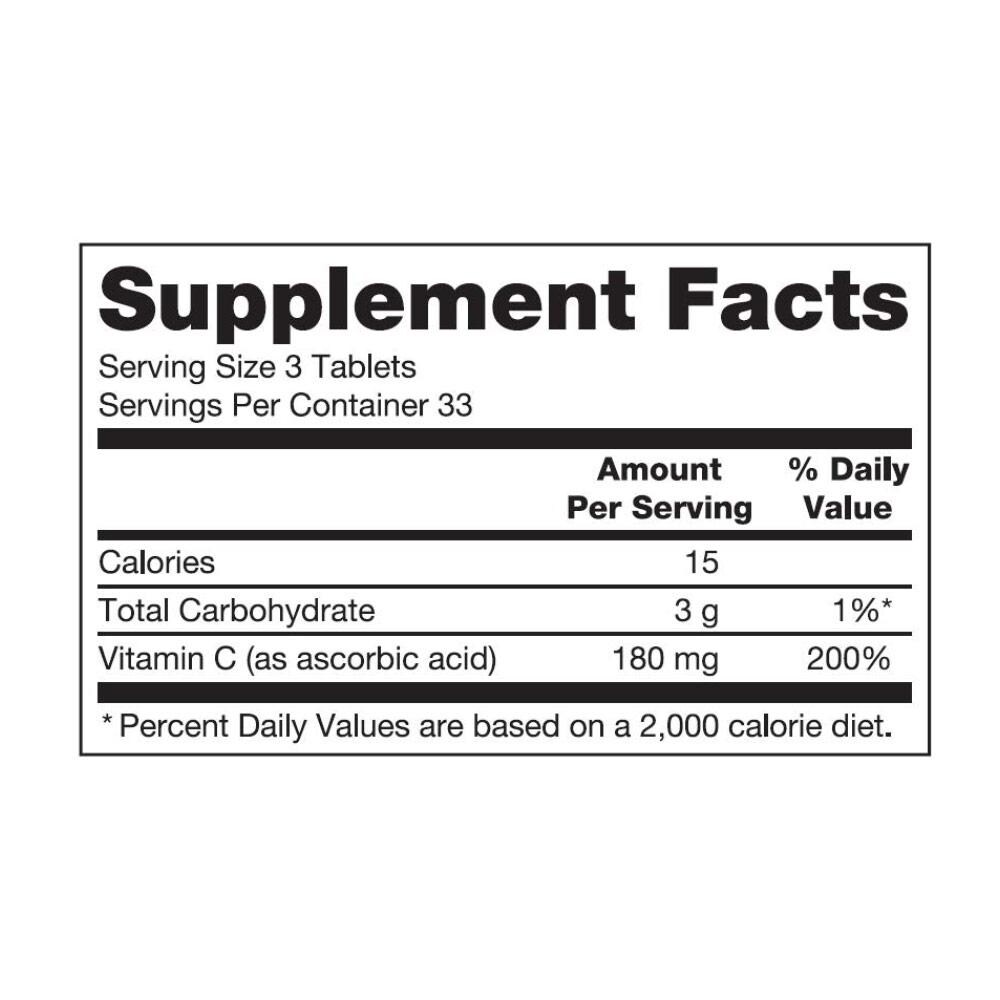 Supplement Facts
Serving Size 3 Tablets
Servings Per Container 33
Amount Per Serving % Daily Value
Calories 15
Total Carbohydrate 3 g 1%*
Vitamin C (as ascorbic acid) 180 mg 200%
* Percent Daily Values are based on a 2,000 calorie diet.